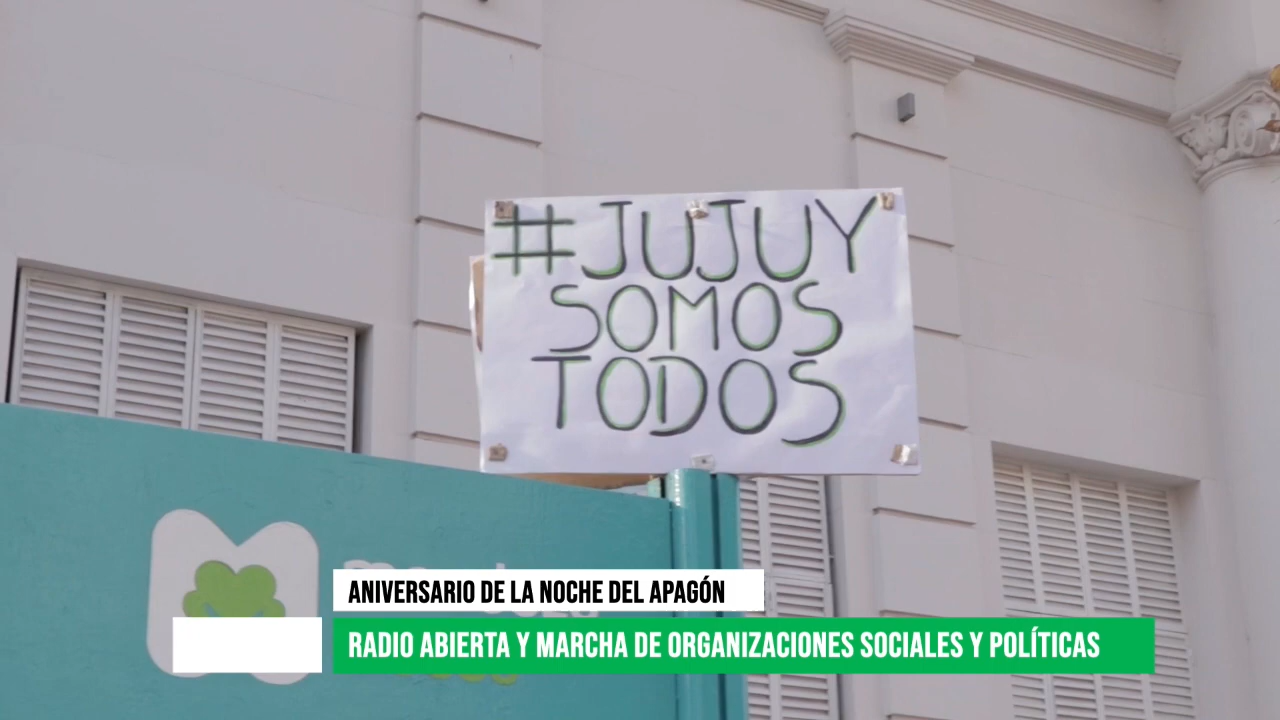 #JUJUY
SOMOS
TODOS
ANIVERSARIO DE LA NOCHE DEL APAGÓN
RADIO ABIERTA Y MARCHA DE ORGANIZACIONES SOCIALES Y POLÍTICAS